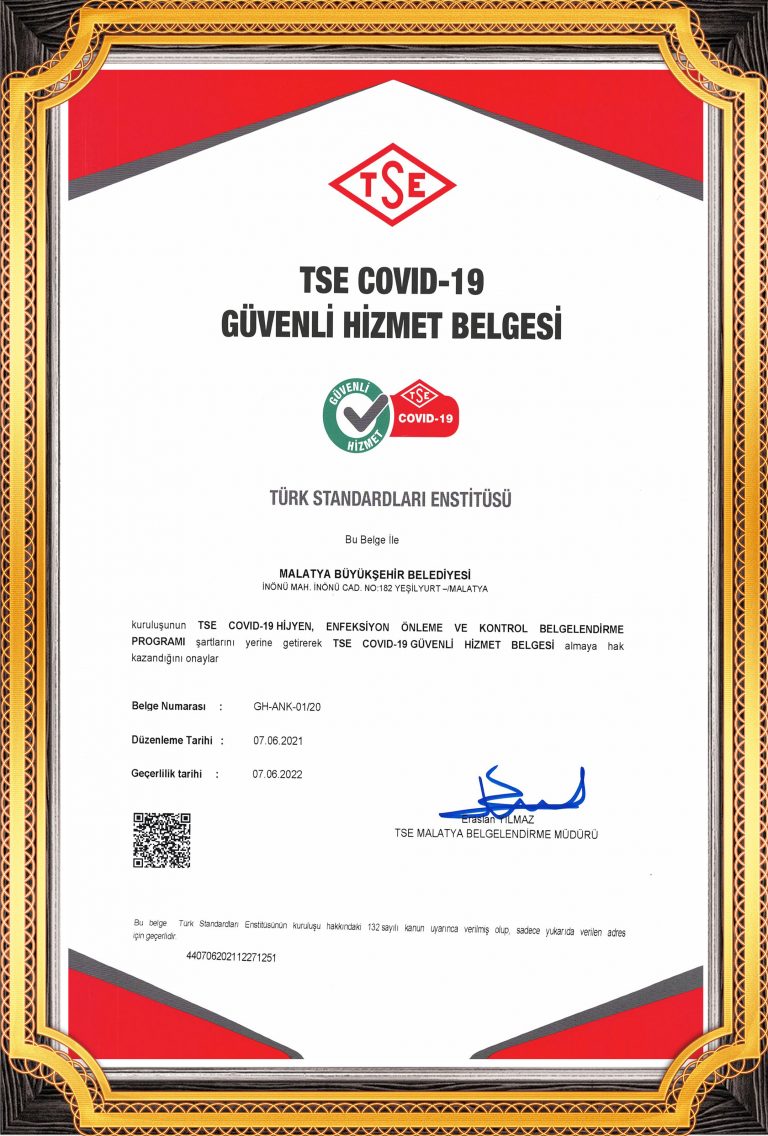 TSE
TSE COVID-19
GÜVENLİ HİZMET BELGESİ
GÜVENLİ
HİZMET
TSE
COVID-19
TÜRK STANDARDLARI ENSTİTÜSÜ
Bu Belge İle
MALATYA BÜYÜKŞEHİR BELEDİYESİ
İNÖNÜ MAH. İNÖNÜ CAD. NO:182 YEŞİLYURT –/MALATYA
kuruluşunun TSE COVID-19 HİJYEN, ENFEKSİYON ÖNLEME VE KONTROL BELGELENDİRME
PROGRAMI şartlarını yerine getirerek TSE COVID-19 GÜVENLİ HİZMET BELGESİ almaya hak
kazandığını onaylar
Belge Numarası : GH-ANK-01/20
Düzenleme Tarihi : 07.06.2021
Geçerlilik tarihi : 07.06.2022
Eraslan YILMAZ
TSE MALATYA BELGELENDİRME MÜDÜRÜ
Bu belge Türk Standardları Enstitüsünün kuruluşu hakkındaki 132 sayılı kanun uyarınca verilmiş olup, sadece yukarıda verilen adres
için geçerlidir.
440706202112271251